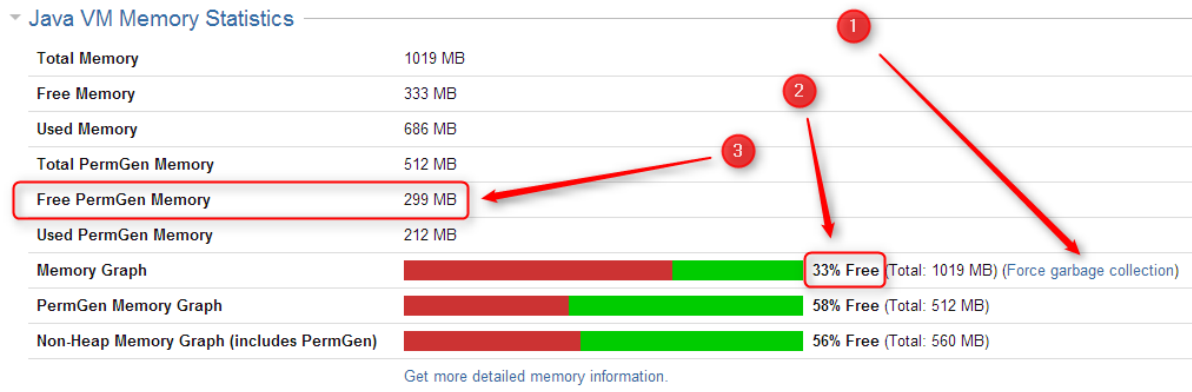 Java VM Memory Statistics
1
Total Memory 1019 MB
2
Free Memory 333 MB
Used Memory 686 MB
3
Total PermGen Memory 512 MB
Free PermGen Memory 299 MB
Used PermGen Memory 212 MB
Memory Graph 33% Free (Total: 1019 MB) (Force garbage collection)
PermGen Memory Graph 58% Free (Total: 512 MB)
Non-Heap Memory Graph (includes PermGen) 56% Free (Total: 560 MB)
Get more detailed memory information.